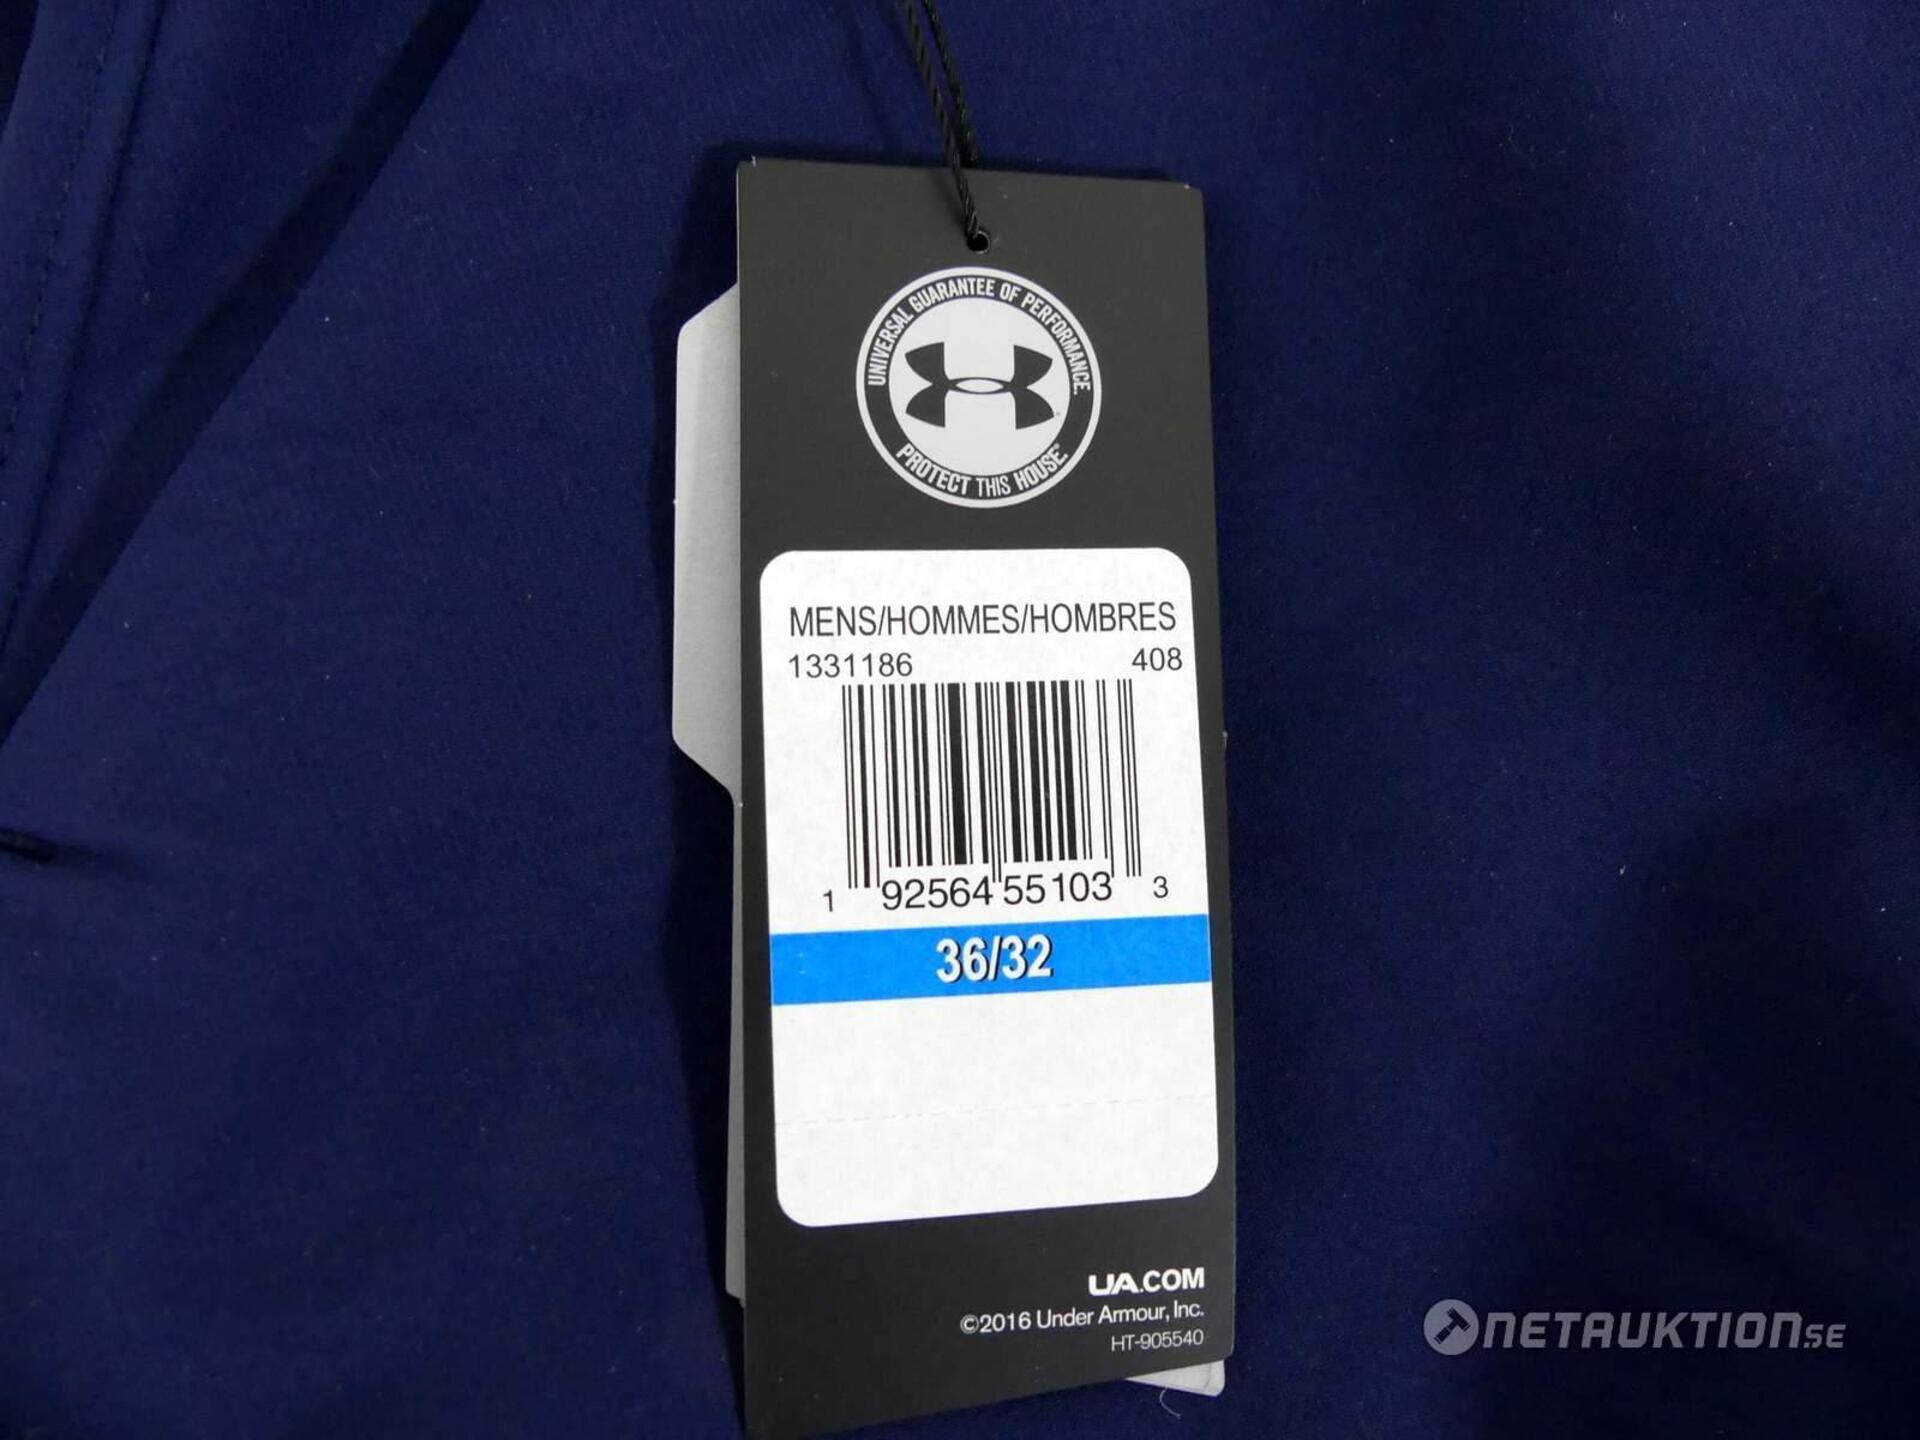 UNIVERSAL GUARANTEE OF PERFORMANCE.
PROTECT THIS HOUSE.®
MENS/HOMMES/HOMBRES
1331186 408
1 92564 55103 3
36/32
UA.COM
©2016 Under Armour, Inc.
HT-905540
NETAUKTION.SE